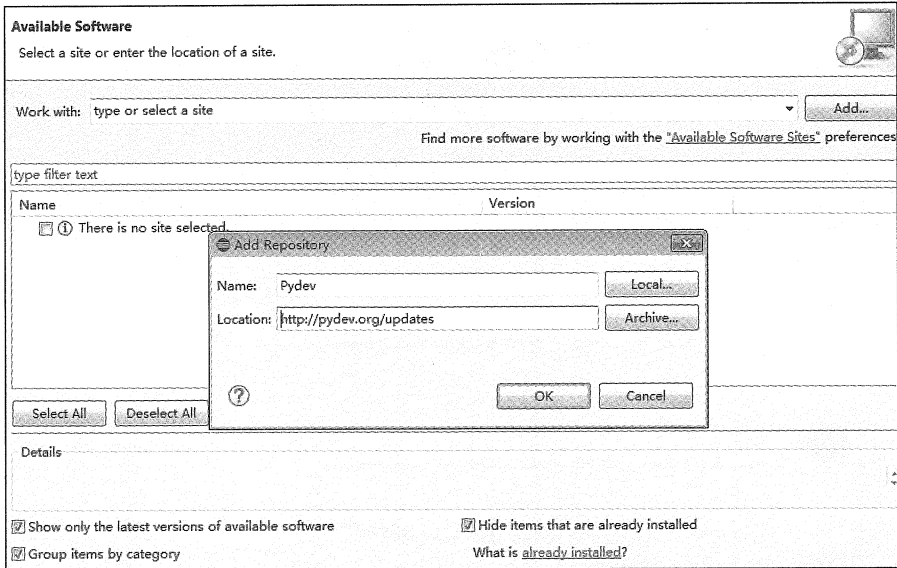 Available Software
Select a site or enter the location of a site.
Work with: type or select a site Add...
Find more software by working with the "Available Software Sites" preferences
type filter text
Name Version
There is no site selected.
Add Repository
Name: Pydev Local...
Location: http://pydev.org/updates Archive...
OK Cancel
Select All Deselect All
Details
Show only the latest versions of available software Hide items that are already installed
Group items by category What is already installed?